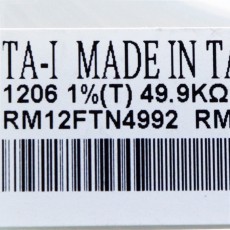 TA-I MADE IN TA
1206 1%(T) 49.9KΩ
RM12FTN4992 RM